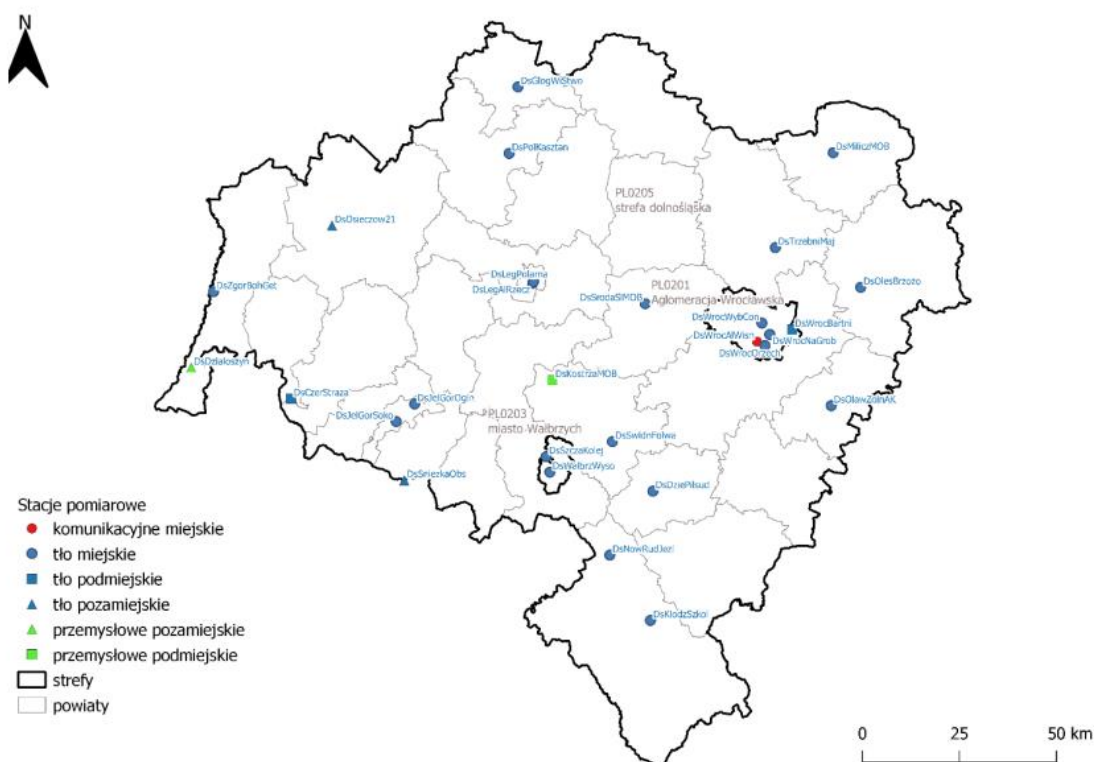 N
DsGlogWiStwo
DsPolKasztan
DsMiliczMOB
PL0205
strefa dolnośląska
DsOsieczow21
DsTrzebniMaj
DsLegPolarna
DsLegAlRzecz
PL0201
Aglomeracja Wrocławska
DsZgorBohGet
DsSrodaSlMOB
DsOlesBrzozo
DsWrocWybCon
DsWrocBartni
DsWrocAlWisn
DsWrocNaGrob
DsWrocOrzech
DsDzialoszyn
DsKostrzaMOB
DsCzerStraza
DsJelGorOgin
DsJelGorSoko
DsOlawZolnAK
PL0203
miasto Wałbrzych
DsSwidnFolwa
DsSzczaKolej
DsWalbrzWyso
DsSniezkaObs
DsDziePilsud
DsNowRudJezi
DsKlodzSzkol
Stacje pomiarowe
komunikacyjne miejskie
tło miejskie
tło podmiejskie
tło pozamiejskie
przemysłowe pozamiejskie
przemysłowe podmiejskie
strefy
powiaty
0 25 50 km